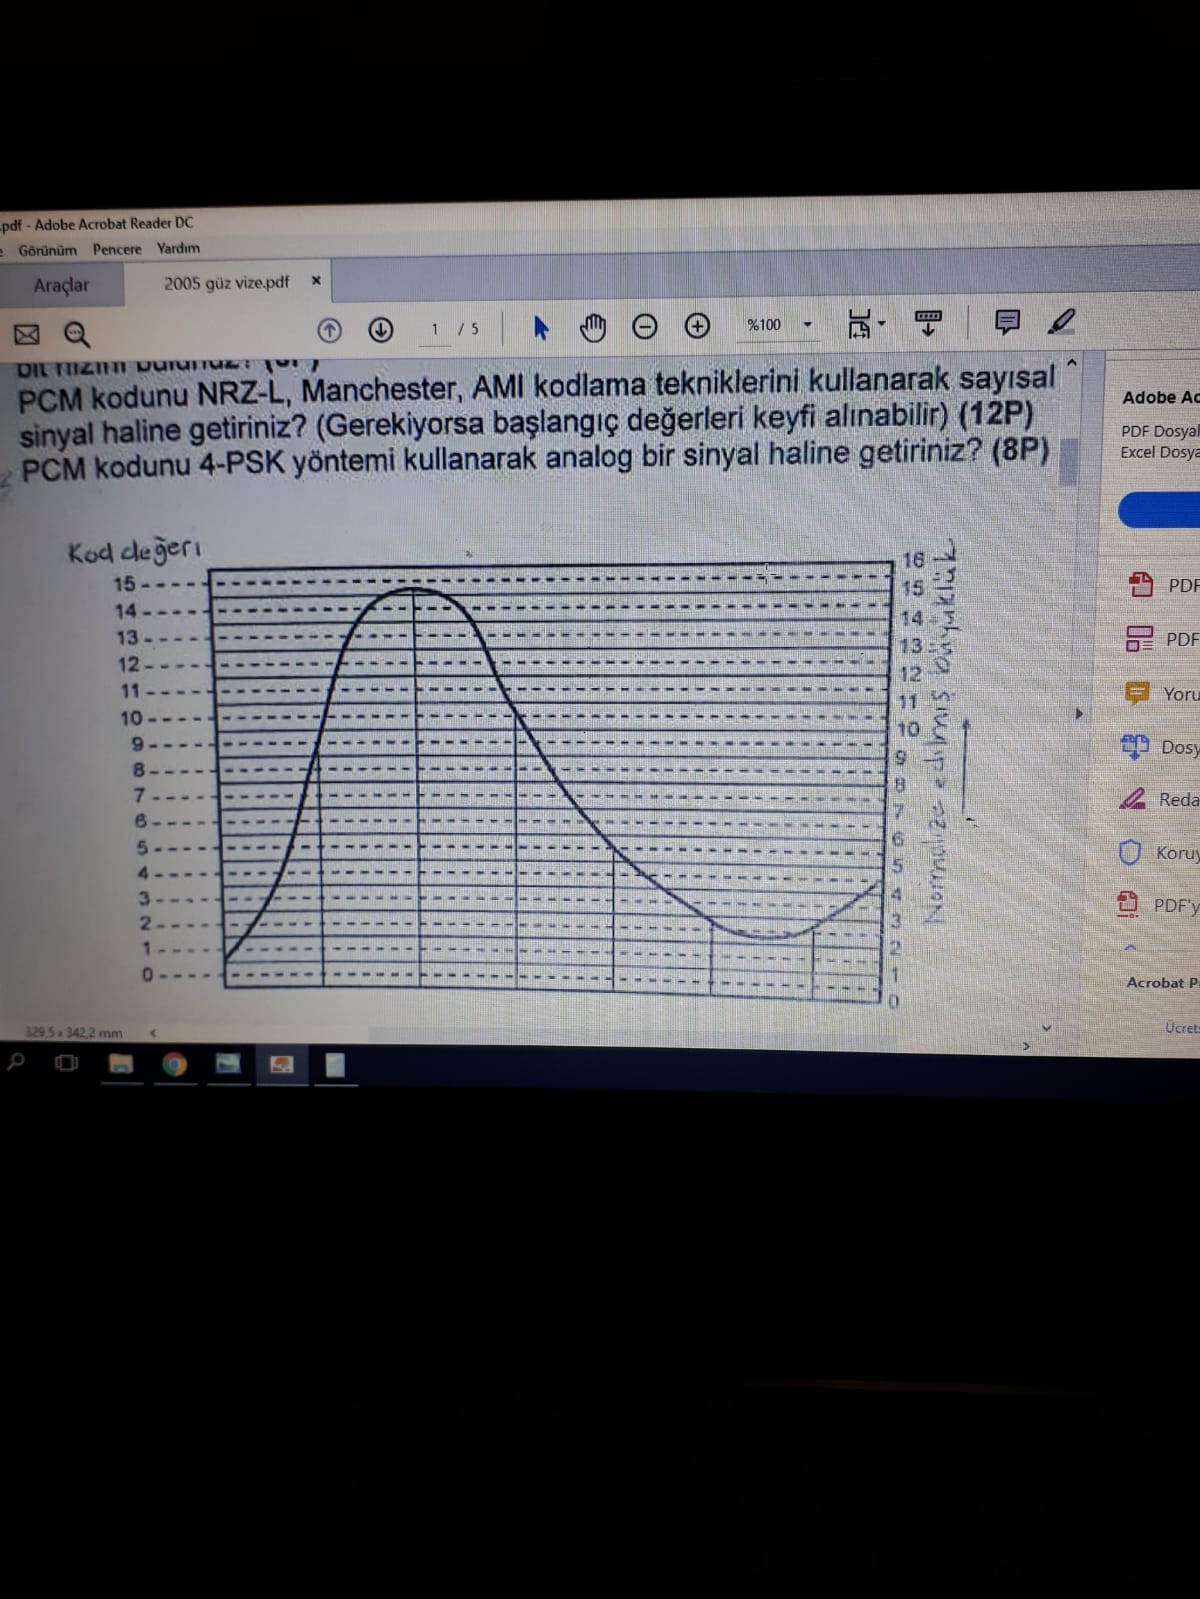 .pdf - Adobe Acrobat Reader DC
e Görünüm Pencere Yardım
Araçlar 2005 güz vize.pdf ×
1 / 5 %100
bit hızını bulunuz?
PCM kodunu NRZ-L, Manchester, AMI kodlama tekniklerini kullanarak sayısal
sinyal haline getiriniz? (Gerekiyorsa başlangıç değerleri keyfi alınabilir) (12P)
PCM kodunu 4-PSK yöntemi kullanarak analog bir sinyal haline getiriniz? (8P)
Kod değeri
15
14
13
12
11
10
9
8
7
6
5
4
3
2
1
0
16
15
14
13
12
11
10
9
8
7
6
5
4
3
2
1
0
Normalize edilmiş büyüklük
329,5 x 342,2 mm
Adobe Ac
PDF Dosyal
Excel Dosya
PDF
PDF
Yoru
Dosy
Reda
Koruy
PDF'y
Acrobat P
Ücrets